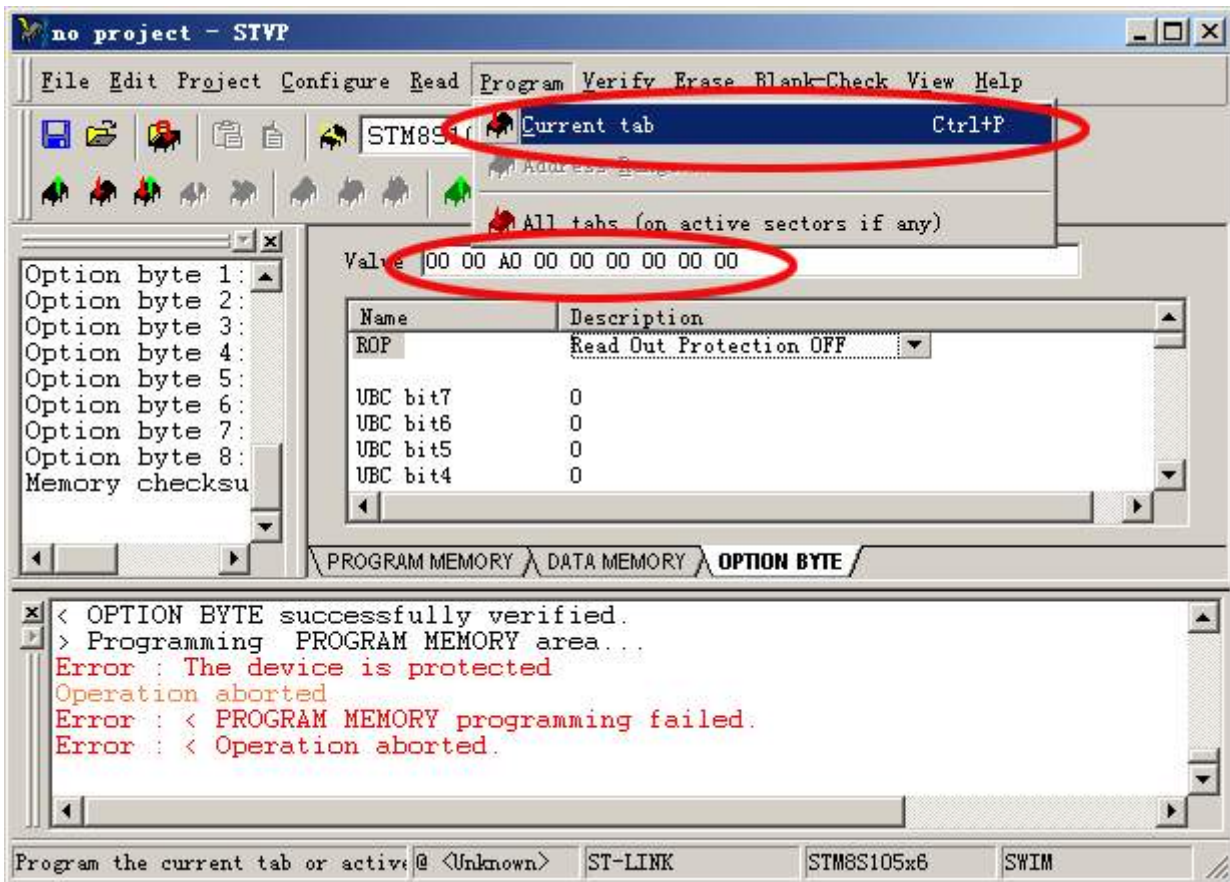 no project - STVP
File Edit Project Configure Read Program Verify Erase Blank-Check View Help
Current tab Ctrl+P
STM8S10
All tabs (on active sectors if any)
Value 00 00 A0 00 00 00 00 00 00
Option byte 1:
Option byte 2:
Option byte 3:
Option byte 4:
Option byte 5:
Option byte 6:
Option byte 7:
Option byte 8:
Memory checksu
Name Description
ROP Read Out Protection OFF
UBC bit7 0
UBC bit6 0
UBC bit5 0
UBC bit4 0
PROGRAM MEMORY DATA MEMORY OPTION BYTE
< OPTION BYTE successfully verified.
> Programming PROGRAM MEMORY area...
Error : The device is protected
Operation aborted
Error : < PROGRAM MEMORY programming failed.
Error : < Operation aborted.
Program the current tab or active @ <Unknown> ST-LINK STM8S105x6 SWIM